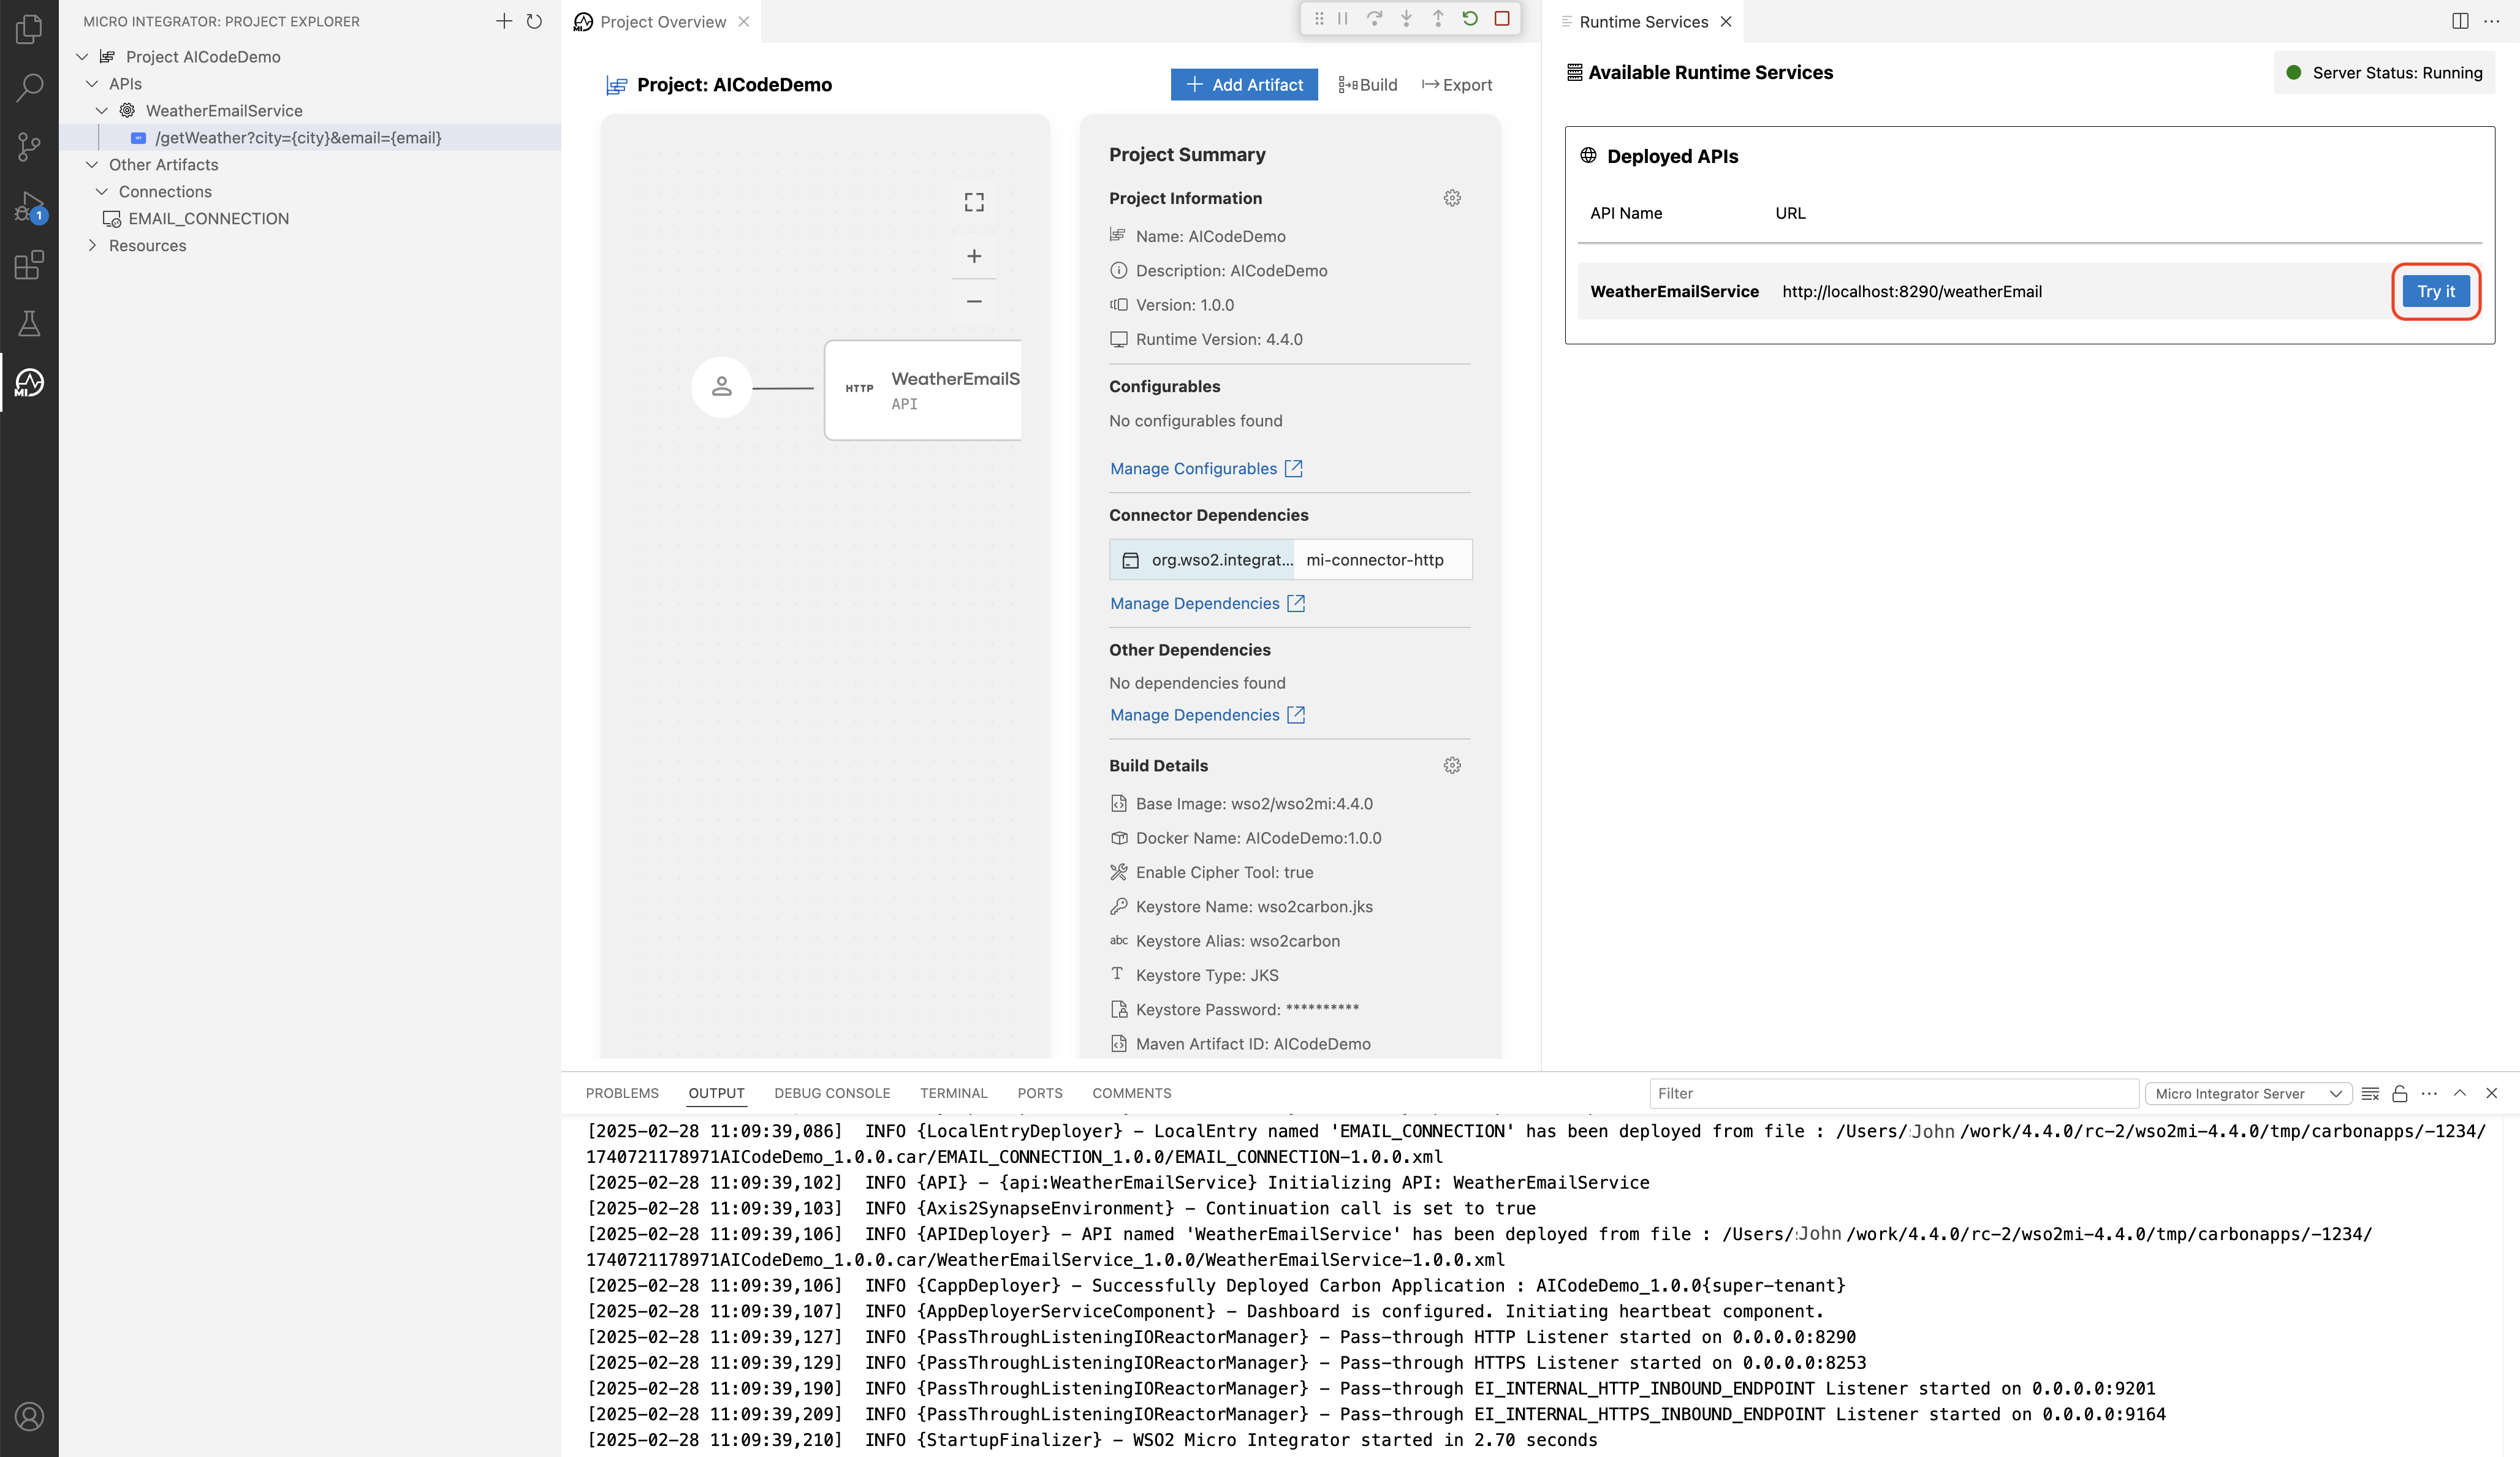 MICRO INTEGRATOR: PROJECT EXPLORER
Project AICodeDemo
APIs
WeatherEmailService
/getWeather?city={city}&email={email}
Other Artifacts
Connections
EMAIL_CONNECTION
Resources
1
MI
MI
Project Overview
Project: AICodeDemo
Add Artifact
Build
Export
HTTP
WeatherEmailS
API
Project Summary
Project Information
Name: AICodeDemo
Description: AICodeDemo
Version: 1.0.0
Runtime Version: 4.4.0
Configurables
No configurables found
Manage Configurables
Connector Dependencies
org.wso2.integrat... mi-connector-http
Manage Dependencies
Other Dependencies
No dependencies found
Manage Dependencies
Build Details
Base Image: wso2/wso2mi:4.4.0
Docker Name: AICodeDemo:1.0.0
Enable Cipher Tool: true
Keystore Name: wso2carbon.jks
abc Keystore Alias: wso2carbon
Keystore Type: JKS
Keystore Password: **********
Maven Artifact ID: AICodeDemo
Runtime Services
Available Runtime Services
Server Status: Running
Deployed APIs
API Name URL
WeatherEmailService http://localhost:8290/weatherEmail Try it
PROBLEMS OUTPUT DEBUG CONSOLE TERMINAL PORTS COMMENTS
Filter
Micro Integrator Server
[2025-02-28 11:09:39,086] INFO {LocalEntryDeployer} - LocalEntry named 'EMAIL_CONNECTION' has been deployed from file : /Users/John/work/4.4.0/rc-2/wso2mi-4.4.0/tmp/carbonapps/-1234/
1740721178971AICodeDemo_1.0.0.car/EMAIL_CONNECTION_1.0.0/EMAIL_CONNECTION-1.0.0.xml
[2025-02-28 11:09:39,102] INFO {API} - {api:WeatherEmailService} Initializing API: WeatherEmailService
[2025-02-28 11:09:39,103] INFO {Axis2SynapseEnvironment} - Continuation call is set to true
[2025-02-28 11:09:39,106] INFO {APIDeployer} - API named 'WeatherEmailService' has been deployed from file : /Users/John/work/4.4.0/rc-2/wso2mi-4.4.0/tmp/carbonapps/-1234/
1740721178971AICodeDemo_1.0.0.car/WeatherEmailService_1.0.0/WeatherEmailService-1.0.0.xml
[2025-02-28 11:09:39,106] INFO {CappDeployer} - Successfully Deployed Carbon Application : AICodeDemo_1.0.0{super-tenant}
[2025-02-28 11:09:39,107] INFO {AppDeployerServiceComponent} - Dashboard is configured. Initiating heartbeat component.
[2025-02-28 11:09:39,127] INFO {PassThroughListeningIOReactorManager} - Pass-through HTTP Listener started on 0.0.0.0:8290
[2025-02-28 11:09:39,129] INFO {PassThroughListeningIOReactorManager} - Pass-through HTTPS Listener started on 0.0.0.0:8253
[2025-02-28 11:09:39,190] INFO {PassThroughListeningIOReactorManager} - Pass-through EI_INTERNAL_HTTP_INBOUND_ENDPOINT Listener started on 0.0.0.0:9201
[2025-02-28 11:09:39,209] INFO {PassThroughListeningIOReactorManager} - Pass-through EI_INTERNAL_HTTPS_INBOUND_ENDPOINT Listener started on 0.0.0.0:9164
[2025-02-28 11:09:39,210] INFO {StartupFinalizer} - WSO2 Micro Integrator started in 2.70 seconds